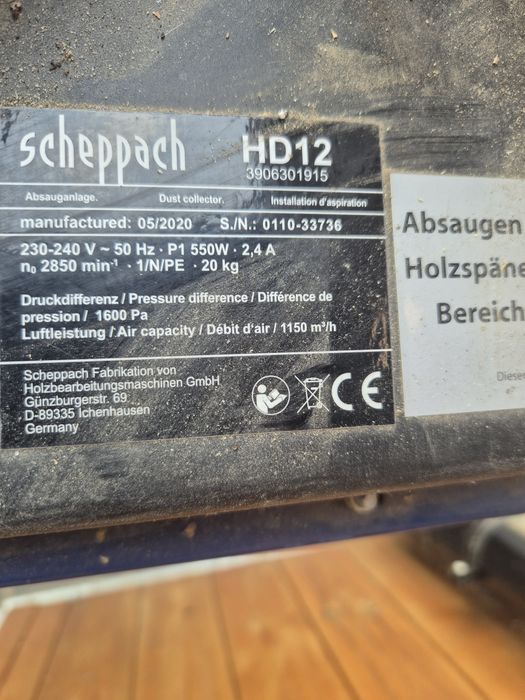 scheppach HD12
3906301915
Absauganlage. Dust collector. Installation d'aspiration
manufactured: 05/2020 S./N.: 0110-33736
230-240 V ~ 50 Hz · P1 550W · 2,4 A
n₀ 2850 min⁻¹ · 1/N/PE · 20 kg
Druckdifferenz / Pressure difference / Différence de
pression / 1600 Pa
Luftleistung / Air capacity / Débit d'air / 1150 m³/h
Scheppach Fabrikation von
Holzbearbeitungsmaschinen GmbH
Günzburgerstr. 69
D-89335 Ichenhausen
Germany
CE
Absaugen
Holzspäne
Bereich
Dieser